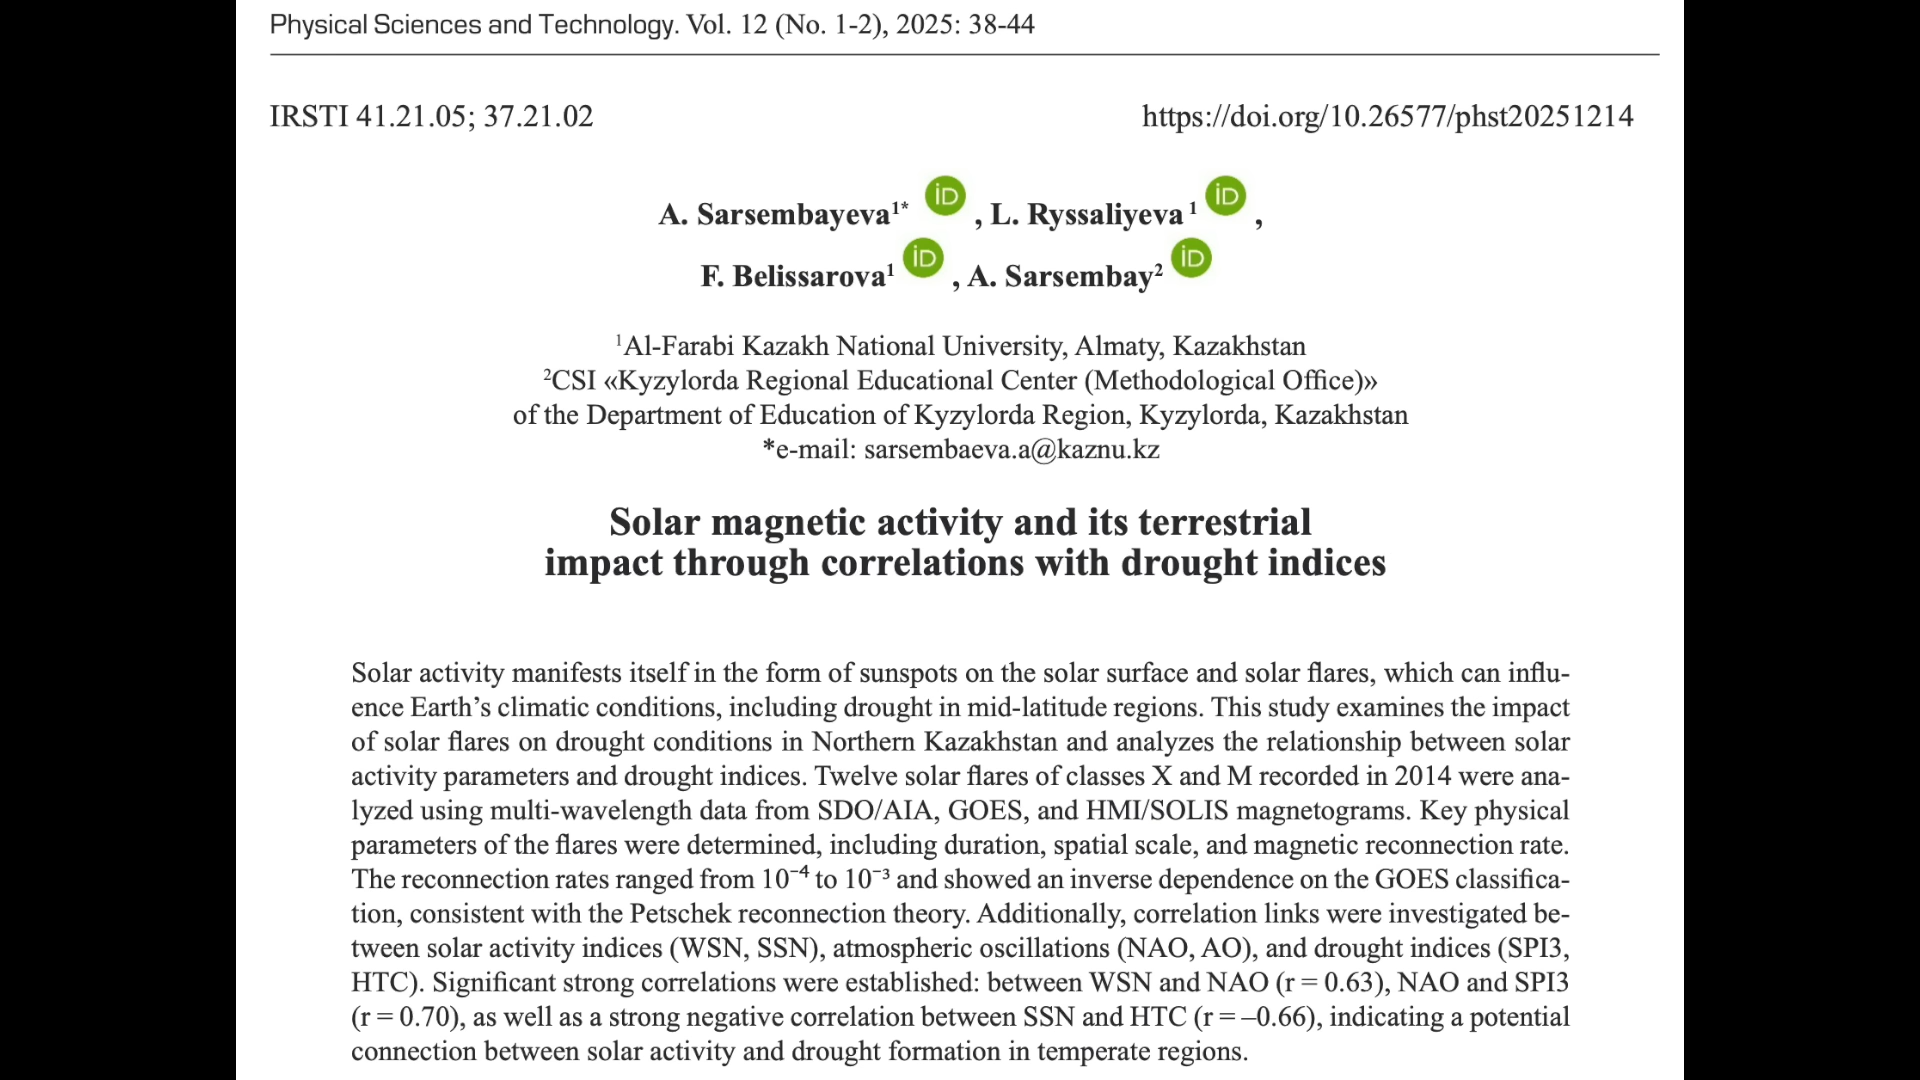 Physical Sciences and Technology. Vol. 12 (No. 1-2), 2025: 38-44
IRSTI 41.21.05; 37.21.02
https://doi.org/10.26577/phst20251214
A. Sarsembayeva¹* iD , L. Ryssaliyeva ¹ iD ,
F. Belissarova¹ iD , A. Sarsembay² iD
¹Al-Farabi Kazakh National University, Almaty, Kazakhstan
²CSI «Kyzylorda Regional Educational Center (Methodological Office)»
of the Department of Education of Kyzylorda Region, Kyzylorda, Kazakhstan
*e-mail: sarsembaeva.a@kaznu.kz
Solar magnetic activity and its terrestrial
impact through correlations with drought indices
Solar activity manifests itself in the form of sunspots on the solar surface and solar flares, which can influ-
ence Earth’s climatic conditions, including drought in mid-latitude regions. This study examines the impact
of solar flares on drought conditions in Northern Kazakhstan and analyzes the relationship between solar
activity parameters and drought indices. Twelve solar flares of classes X and M recorded in 2014 were ana-
lyzed using multi-wavelength data from SDO/AIA, GOES, and HMI/SOLIS magnetograms. Key physical
parameters of the flares were determined, including duration, spatial scale, and magnetic reconnection rate.
The reconnection rates ranged from 10⁻⁴ to 10⁻³ and showed an inverse dependence on the GOES classifica-
tion, consistent with the Petschek reconnection theory. Additionally, correlation links were investigated be-
tween solar activity indices (WSN, SSN), atmospheric oscillations (NAO, AO), and drought indices (SPI3,
HTC). Significant strong correlations were established: between WSN and NAO (r = 0.63), NAO and SPI3
(r = 0.70), as well as a strong negative correlation between SSN and HTC (r = –0.66), indicating a potential
connection between solar activity and drought formation in temperate regions.